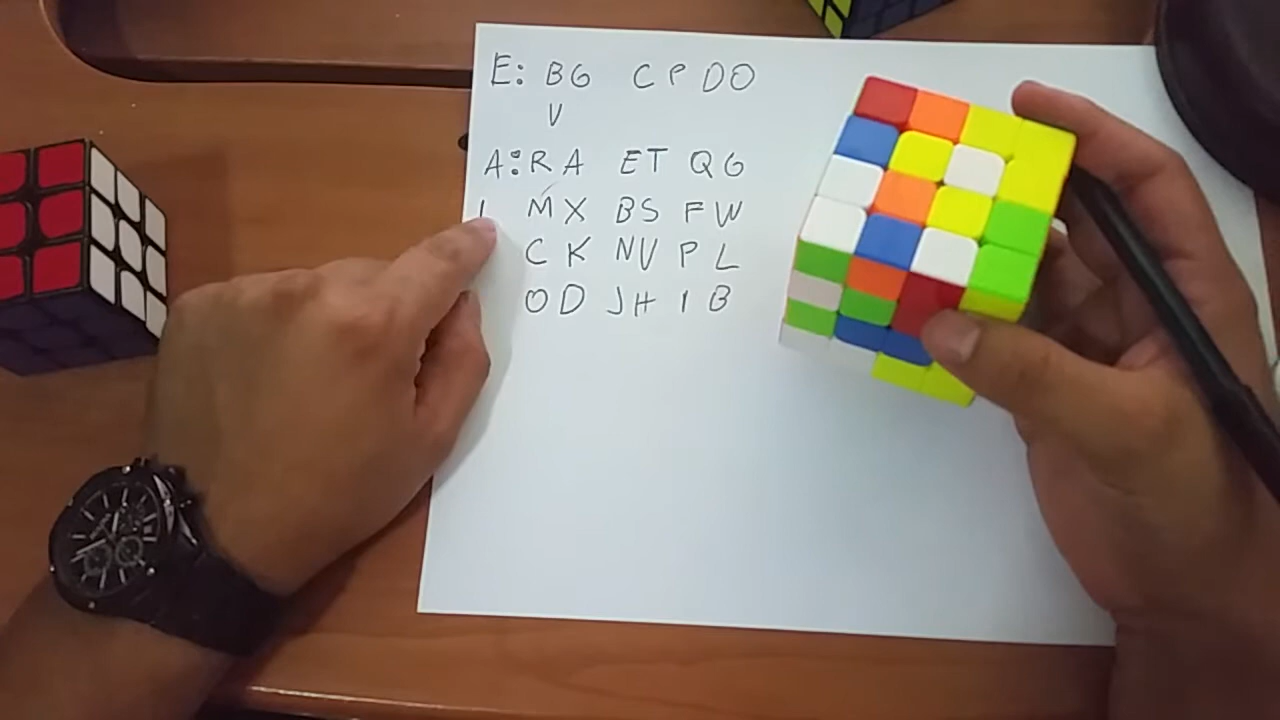 E: BG CP DO
V
A: RA ET QG
MX BS FW
CK NV PL
OD JH IB